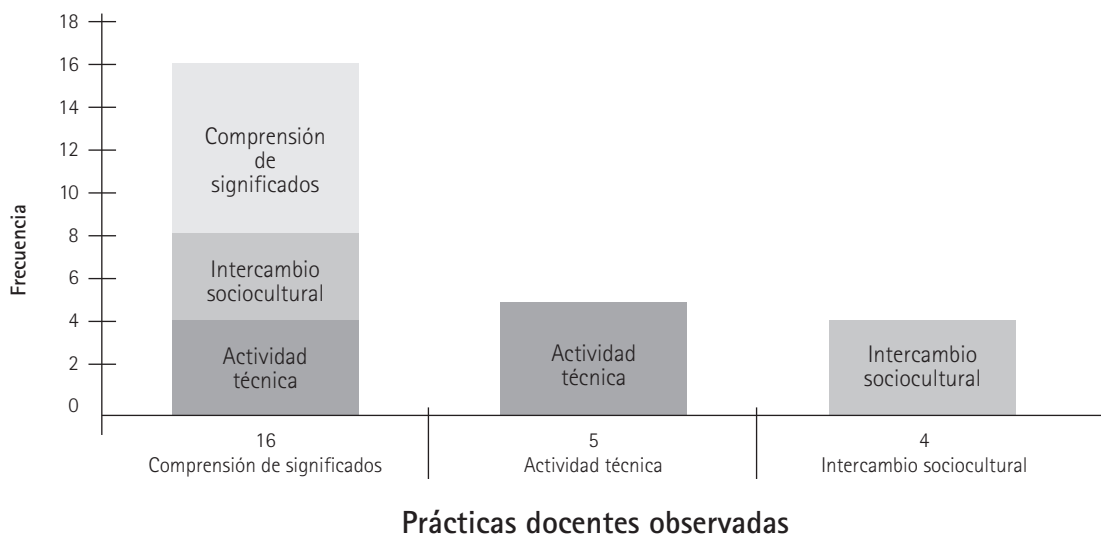 18
16
14
12
10
8
6
4
2
0
Frecuencia
Comprensión
de
significados
Intercambio
sociocultural
Actividad
técnica
Actividad
técnica
Intercambio
sociocultural
16
Comprensión de significados
5
Actividad técnica
4
Intercambio sociocultural
Prácticas docentes observadas